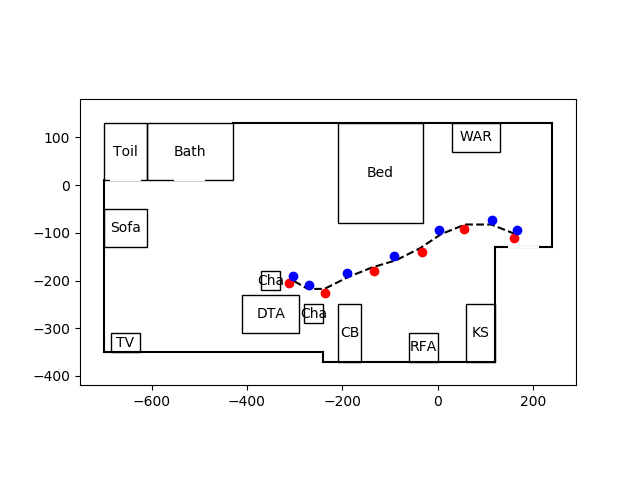 100
0
−100
−200
−300
−400
Toil
Bath
Bed
WAR
Sofa
Cha
DTA
Cha
TV
CB
RFA
KS
−600
−400
−200
0
200